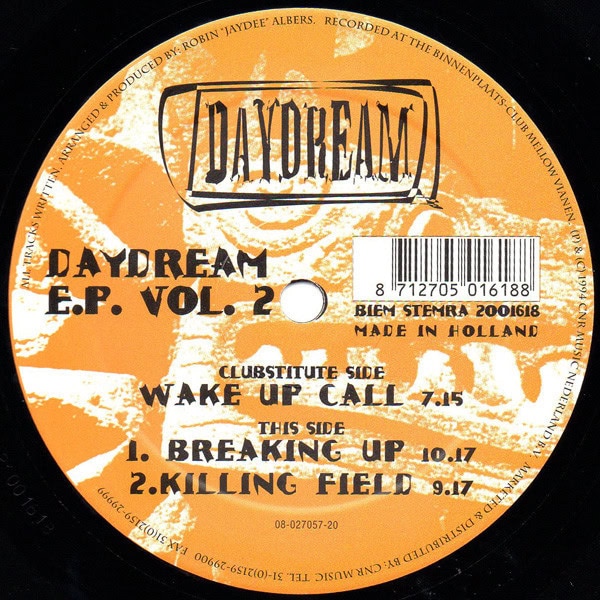 ALL TRACKS WRITTEN, ARRANGED & PRODUCED BY: ROBIN "JAYDEE" ALBERS. RECORDED AT THE BINNENPLAATS-CLUB MELLOW VIANEN. (P) & (C) 1994 CNR MUSIC NEDERLAND B.V. MARKETED & DISTRIBUTED BY: CNR MUSIC TEL. 31-(0)2159-29900 FAX 31(0)2159-29999
DAYDREAM
DAYDREAM
E.P. VOL. 2
8 712705 016188
BIEM STEMRA 2001618
MADE IN HOLLAND
CLUBSTITUTE SIDE
WAKE UP CALL 7.15
THIS SIDE
1. BREAKING UP 10.17
2.KILLING FIELD 9.17
08-027057-20